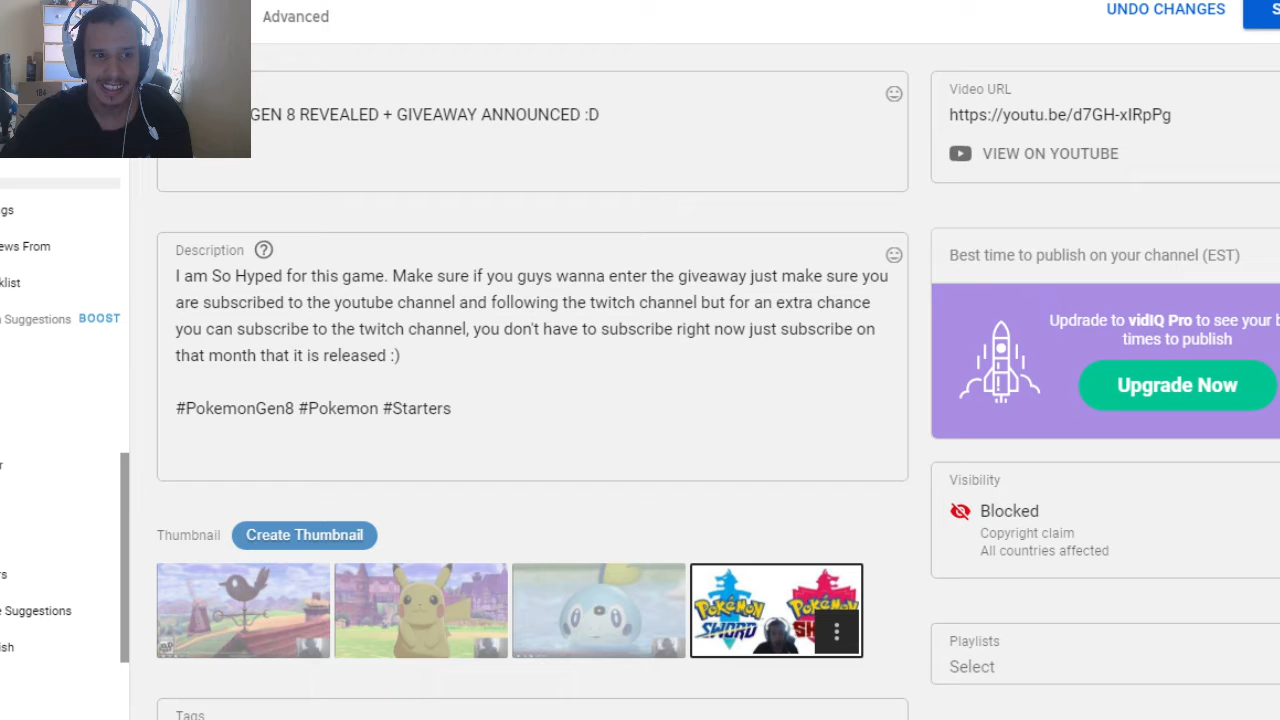 Advanced
UNDO CHANGES
GEN 8 REVEALED + GIVEAWAY ANNOUNCED :D
Video URL
https://youtu.be/d7GH-xIRpPg
VIEW ON YOUTUBE
ngs
ews From
klist
Suggestions BOOST
Description ?
I am So Hyped for this game. Make sure if you guys wanna enter the giveaway just make sure you
are subscribed to the youtube channel and following the twitch channel but for an extra chance
you can subscribe to the twitch channel, you don't have to subscribe right now just subscribe on
that month that it is released :)
#PokemonGen8 #Pokemon #Starters
Best time to publish on your channel (EST)
Updrade to vidIQ Pro to see your b
times to publish
Upgrade Now
Visibility
Blocked
Copyright claim
All countries affected
Thumbnail Create Thumbnail
POKÉMON SWORD
POKÉMON SH
Suggestions
Playlists
Select
Tags